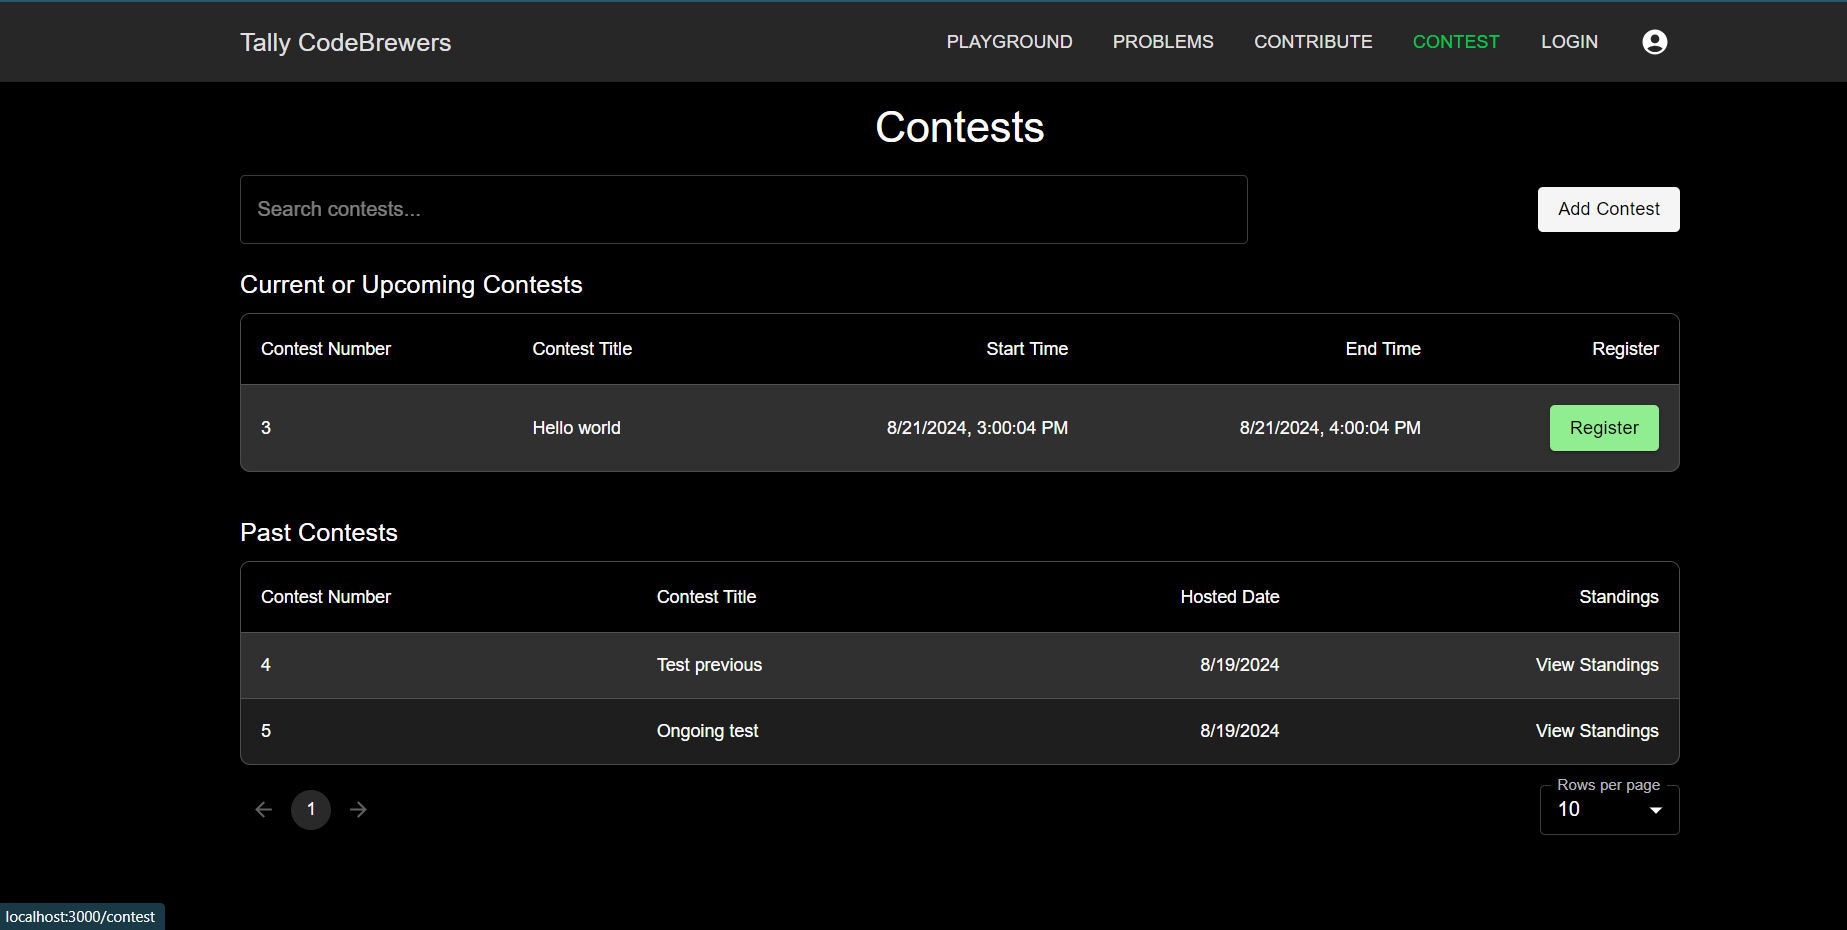 Tally CodeBrewers PLAYGROUND PROBLEMS CONTRIBUTE CONTEST LOGIN
Contests
Search contests... Add Contest
Current or Upcoming Contests
Contest Number Contest Title Start Time End Time Register
3 Hello world 8/21/2024, 3:00:04 PM 8/21/2024, 4:00:04 PM Register
Past Contests
Contest Number Contest Title Hosted Date Standings
4 Test previous 8/19/2024 View Standings
5 Ongoing test 8/19/2024 View Standings
Rows per page
1 10
localhost:3000/contest